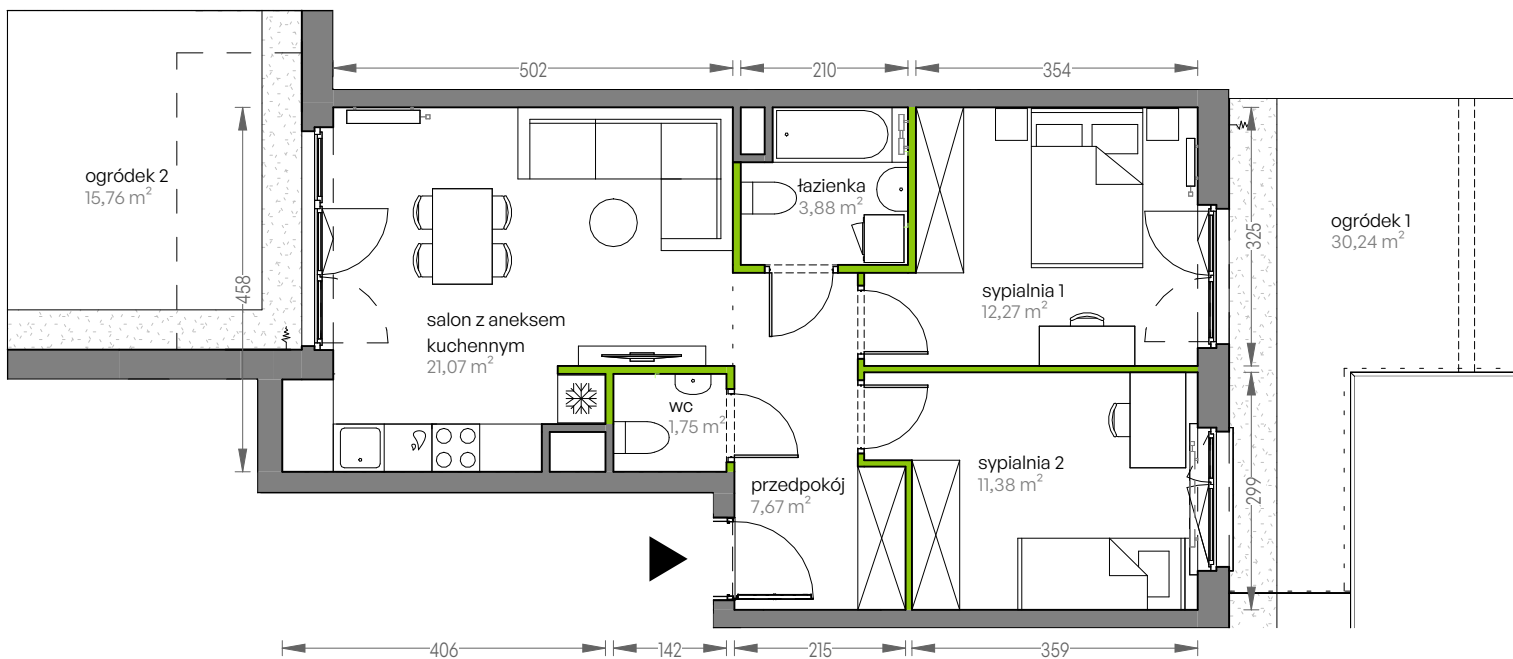 502
210
354
ogródek 2
15,76 m²
458
salon z aneksem
kuchennym
21,07 m²
łazienka
3,88 m²
sypialnia 1
12,27 m²
325
ogródek 1
30,24 m²
wc
1,75 m²
przedpokój
7,67 m²
sypialnia 2
11,38 m²
299
406
142
215
359